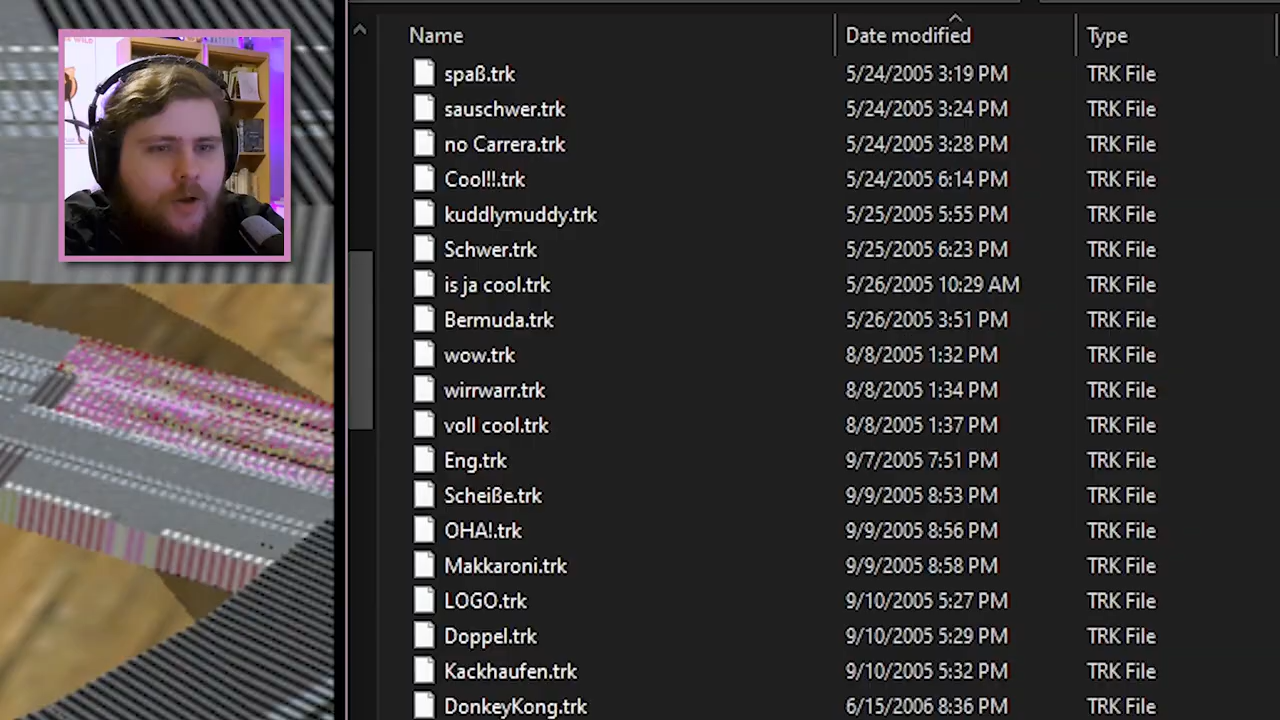 Name Date modified Type
spaß.trk 5/24/2005 3:19 PM TRK File
sauschwer.trk 5/24/2005 3:24 PM TRK File
no Carrera.trk 5/24/2005 3:28 PM TRK File
Cool!!.trk 5/24/2005 6:14 PM TRK File
kuddlymuddy.trk 5/25/2005 5:55 PM TRK File
Schwer.trk 5/25/2005 6:23 PM TRK File
is ja cool.trk 5/26/2005 10:29 AM TRK File
Bermuda.trk 5/26/2005 3:51 PM TRK File
wow.trk 8/8/2005 1:32 PM TRK File
wirrwarr.trk 8/8/2005 1:34 PM TRK File
voll cool.trk 8/8/2005 1:37 PM TRK File
Eng.trk 9/7/2005 7:51 PM TRK File
Scheiße.trk 9/9/2005 8:53 PM TRK File
OHA!.trk 9/9/2005 8:56 PM TRK File
Makkaroni.trk 9/9/2005 8:58 PM TRK File
LOGO.trk 9/10/2005 5:27 PM TRK File
Doppel.trk 9/10/2005 5:29 PM TRK File
Kackhaufen.trk 9/10/2005 5:32 PM TRK File
DonkeyKong.trk 6/15/2006 8:36 PM TRK File